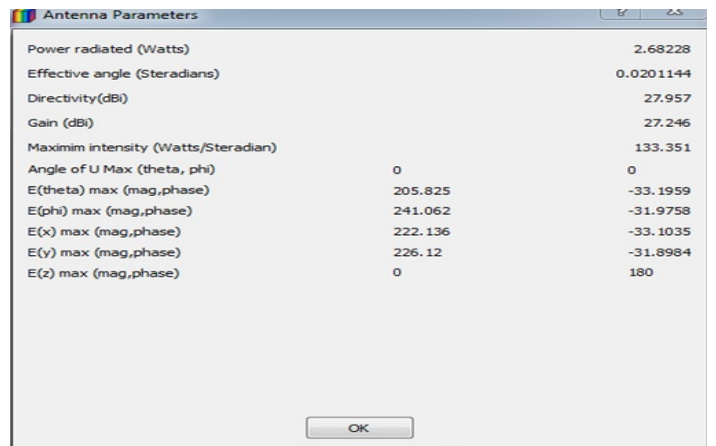 Antenna Parameters
Power radiated (Watts) 2.68228
Effective angle (Steradians) 0.0201144
Directivity(dBi) 27.957
Gain (dBi) 27.246
Maximim intensity (Watts/Steradian) 133.351
Angle of U Max (theta, phi) 0 0
E(theta) max (mag,phase) 205.825 -33.1959
E(phi) max (mag,phase) 241.062 -31.9758
E(x) max (mag,phase) 222.136 -33.1035
E(y) max (mag,phase) 226.12 -31.8984
E(z) max (mag,phase) 0 180
OK